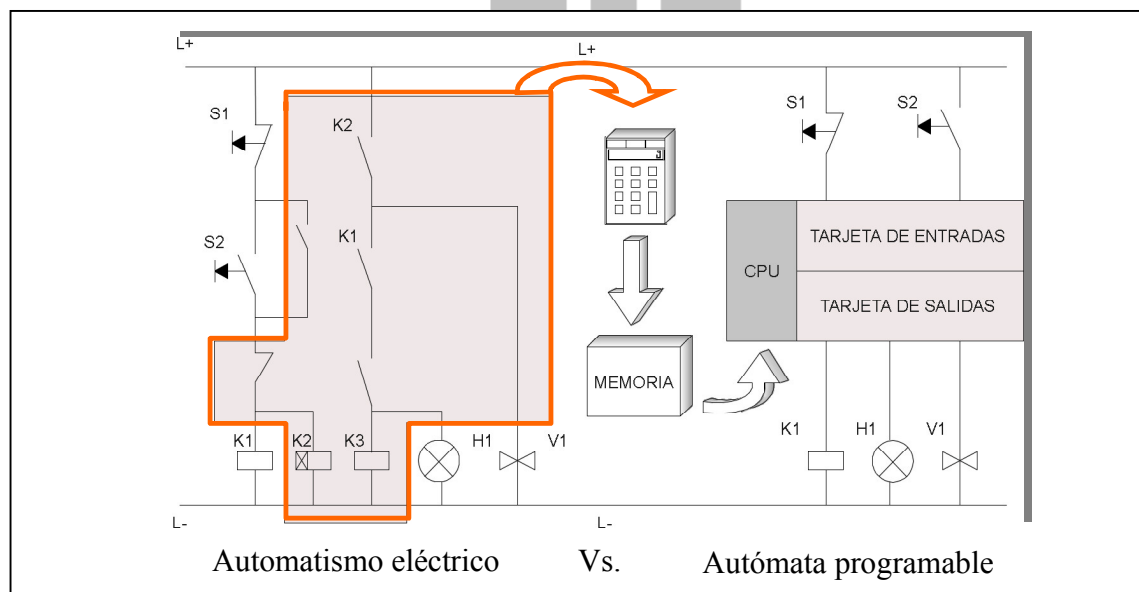 L+
L+
S1
K2
S1
S2
K1
S2
CPU
TARJETA DE ENTRADAS
TARJETA DE SALIDAS
MEMORIA
K1
K2
K3
H1
V1
K1
H1
V1
L-
L-
Automatismo eléctrico Vs. Autómata programable